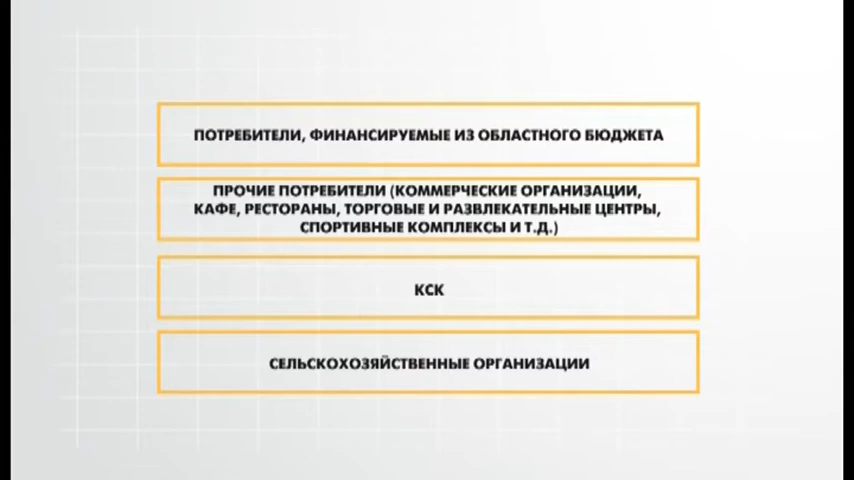 ПОТРЕБИТЕЛИ, ФИНАНСИРУЕМЫЕ ИЗ ОБЛАСТНОГО БЮДЖЕТА
ПРОЧИЕ ПОТРЕБИТЕЛИ (КОММЕРЧЕСКИЕ ОРГАНИЗАЦИИ,
КАФЕ, РЕСТОРАНЫ, ТОРГОВЫЕ И РАЗВЛЕКАТЕЛЬНЫЕ ЦЕНТРЫ,
СПОРТИВНЫЕ КОМПЛЕКСЫ И Т.Д.)
КСК
СЕЛЬСКОХОЗЯЙСТВЕННЫЕ ОРГАНИЗАЦИИ